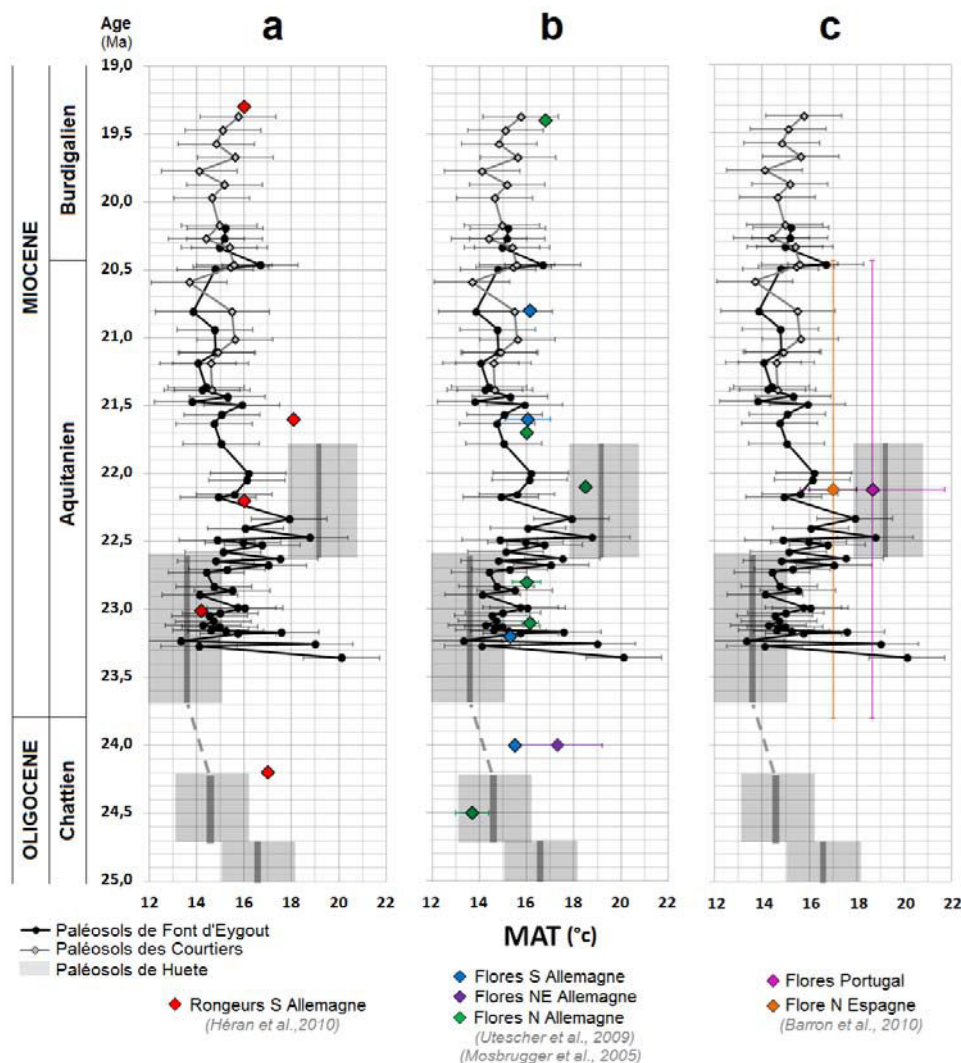 Age
(Ma)
a
b
c
MIOCENE
OLIGOCENE
Burdigalien
Aquitanien
Chattien
19,0
19,5
20,0
20,5
21,0
21,5
22,0
22,5
23,0
23,5
24,0
24,5
25,0
12 14 16 18 20 22
12 14 16 18 20 22
12 14 16 18 20 22
MAT (°c)
Paléosols de Font d'Eygout
Paléosols des Courtiers
Paléosols de Huete
Rongeurs S Allemagne
(Héran et al.,2010)
Flores S Allemagne
Flores NE Allemagne
Flores N Allemagne
(Utescher et al., 2009)
(Mosbrugger et al., 2005)
Flores Portugal
Flore N Espagne
(Barron et al., 2010)